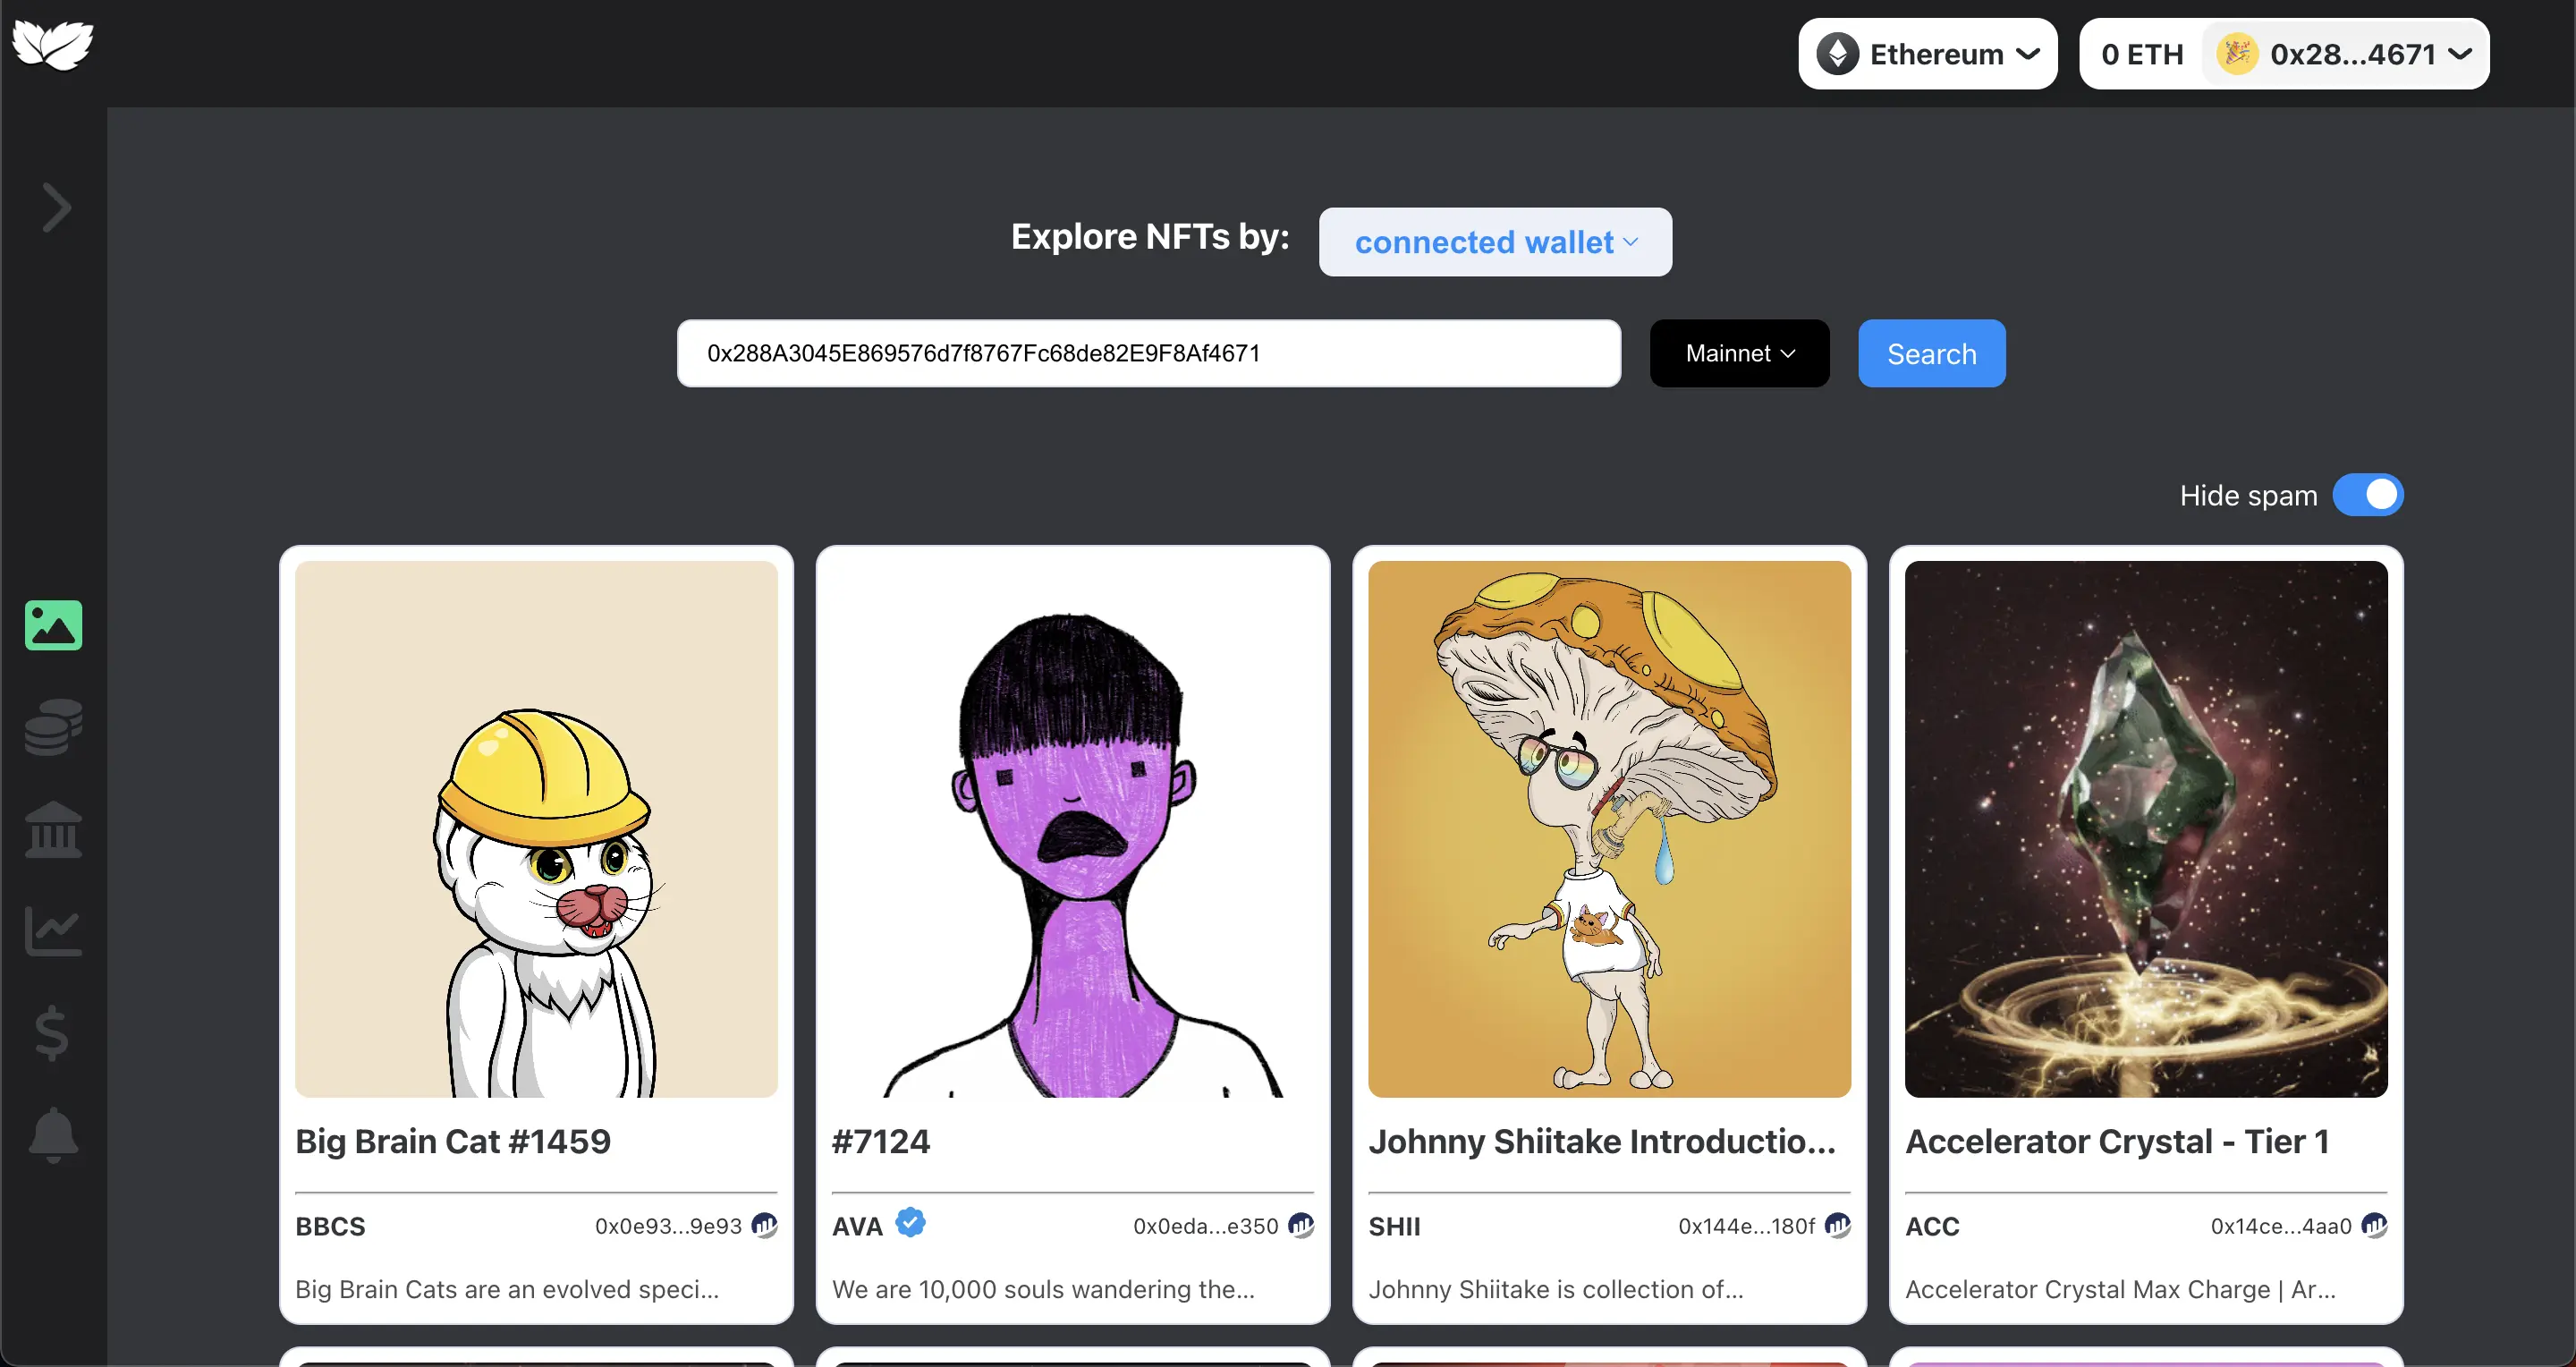 Ethereum
0 ETH
0x28...4671
Explore NFTs by:
connected wallet
0x288A3045E869576d7f8767Fc68de82E9F8Af4671
Mainnet
Search
Hide spam
Big Brain Cat #1459
BBCS
0x0e93...9e93
Big Brain Cats are an evolved speci...
#7124
AVA
0x0eda...e350
We are 10,000 souls wandering the...
Johnny Shiitake Introductio...
SHII
0x144e...180f
Johnny Shiitake is collection of...
Accelerator Crystal - Tier 1
ACC
0x14ce...4aa0
Accelerator Crystal Max Charge | Ar...